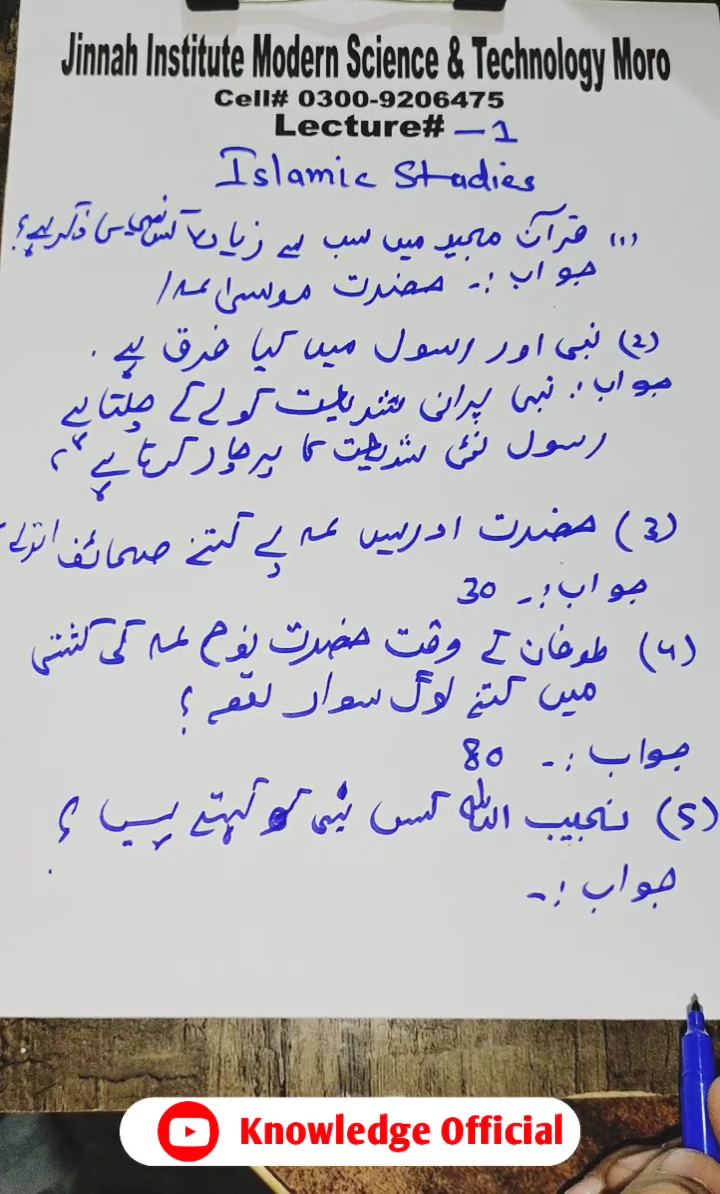 Jinnah Institute Modern Science & Technology Moro
Cell# 0300-9206475
Lecture# -1
Islamic Studies
(1) قرآن مجید میں سب سے زیادہ کس نبی کا ذکر ہے؟
جواب:۔ حضرت موسیٰ عہ
(2) نبی اور رسول میں کیا فرق ہے۔
جواب:۔ نبی پرانی شریعت کو لے کے چلتا ہے
رسول نئی شریعت کا پرچار کرتا ہے
(3) حضرت ادریس عہ پے کتنے صحائف اترے
جواب:۔ 30
(4) طوفان کے وقت حضرت نوح عہ کی کشتی
میں کتنے لوگ سوار تھے؟
جواب:۔ 80
(5) نجیب اللہ کس نبی کو کہتے ہیں؟
جواب:۔
Knowledge Official